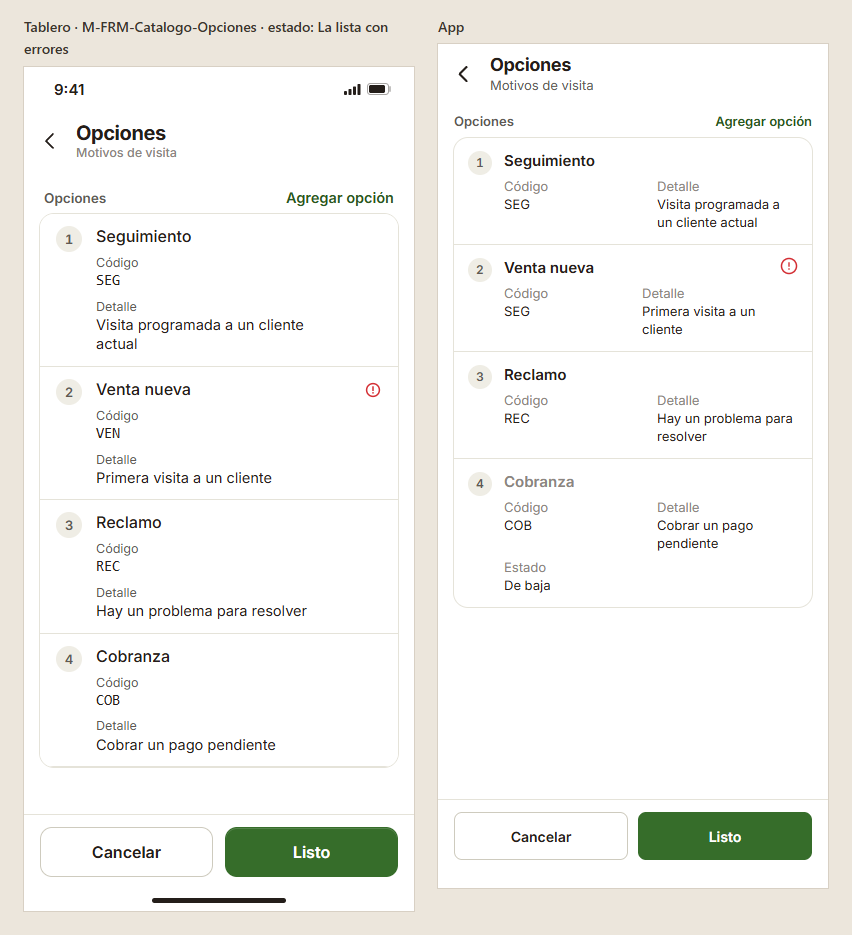 Tablero · M-FRM-Catalogo-Opciones · estado: La lista con
errores
9:41
Opciones
Motivos de visita
Opciones
Agregar opción
1
Seguimiento
Código
SEG
Detalle
Visita programada a un cliente
actual
2
Venta nueva
Código
VEN
Detalle
Primera visita a un cliente
3
Reclamo
Código
REC
Detalle
Hay un problema para resolver
4
Cobranza
Código
COB
Detalle
Cobrar un pago pendiente
Cancelar
Listo
App
Opciones
Motivos de visita
Opciones
Agregar opción
1
Seguimiento
Código
Detalle
SEG
Visita programada a
un cliente actual
2
Venta nueva
Código
Detalle
SEG
Primera visita a un
cliente
3
Reclamo
Código
Detalle
REC
Hay un problema para
resolver
4
Cobranza
Código
Detalle
COB
Cobrar un pago
pendiente
Estado
De baja
Cancelar
Listo